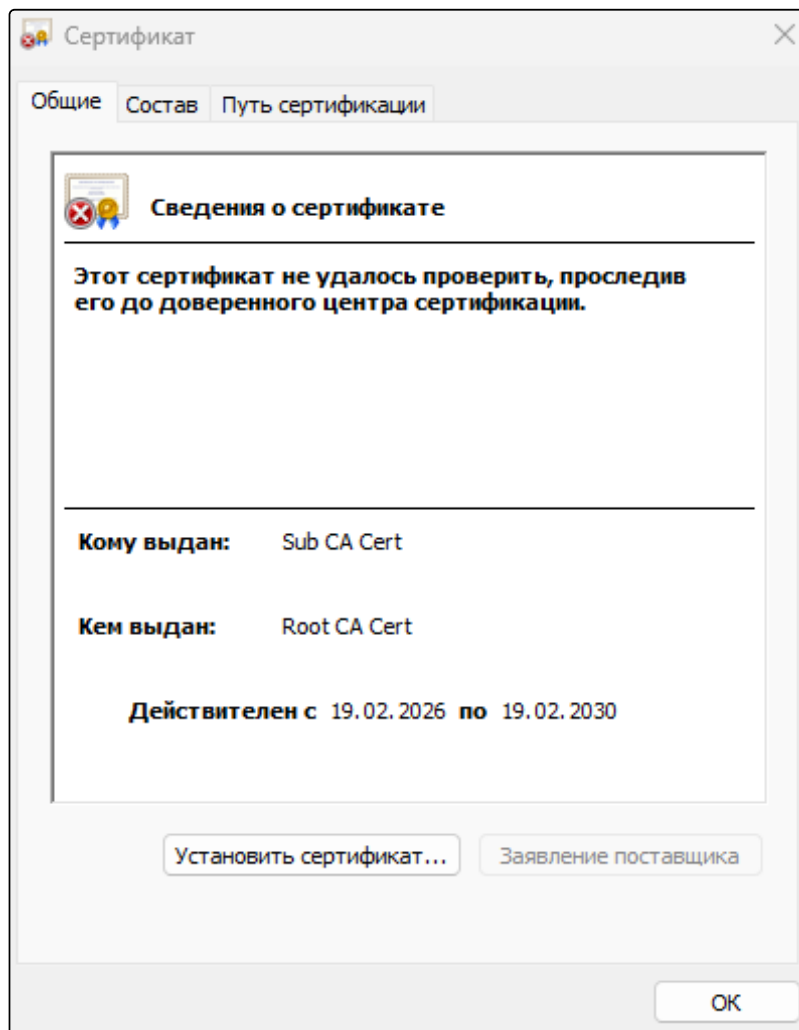 Сертификат
Общие Состав Путь сертификации
Сведения о сертификате
Этот сертификат не удалось проверить, проследив
его до доверенного центра сертификации.
Кому выдан: Sub CA Cert
Кем выдан: Root CA Cert
Действителен с 19.02.2026 по 19.02.2030
Установить сертификат... Заявление поставщика
ОК